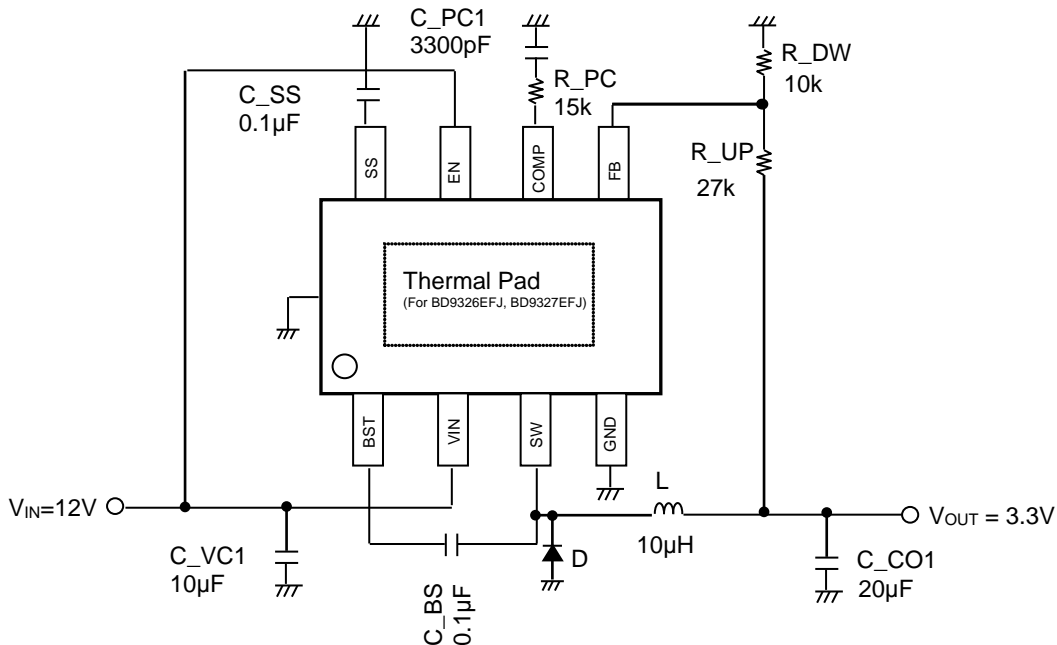 C_PC1
3300pF
R_DW
10k
C_SS
0.1µF
R_PC
15k
R_UP
27k
SS
EN
COMP
FB
Thermal Pad
(For BD9326EFJ, BD9327EFJ)
BST
VIN
SW
GND
L
10µH
VIN=12V
VOUT = 3.3V
C_VC1
10µF
D
C_CO1
20µF
C_BS
0.1µF